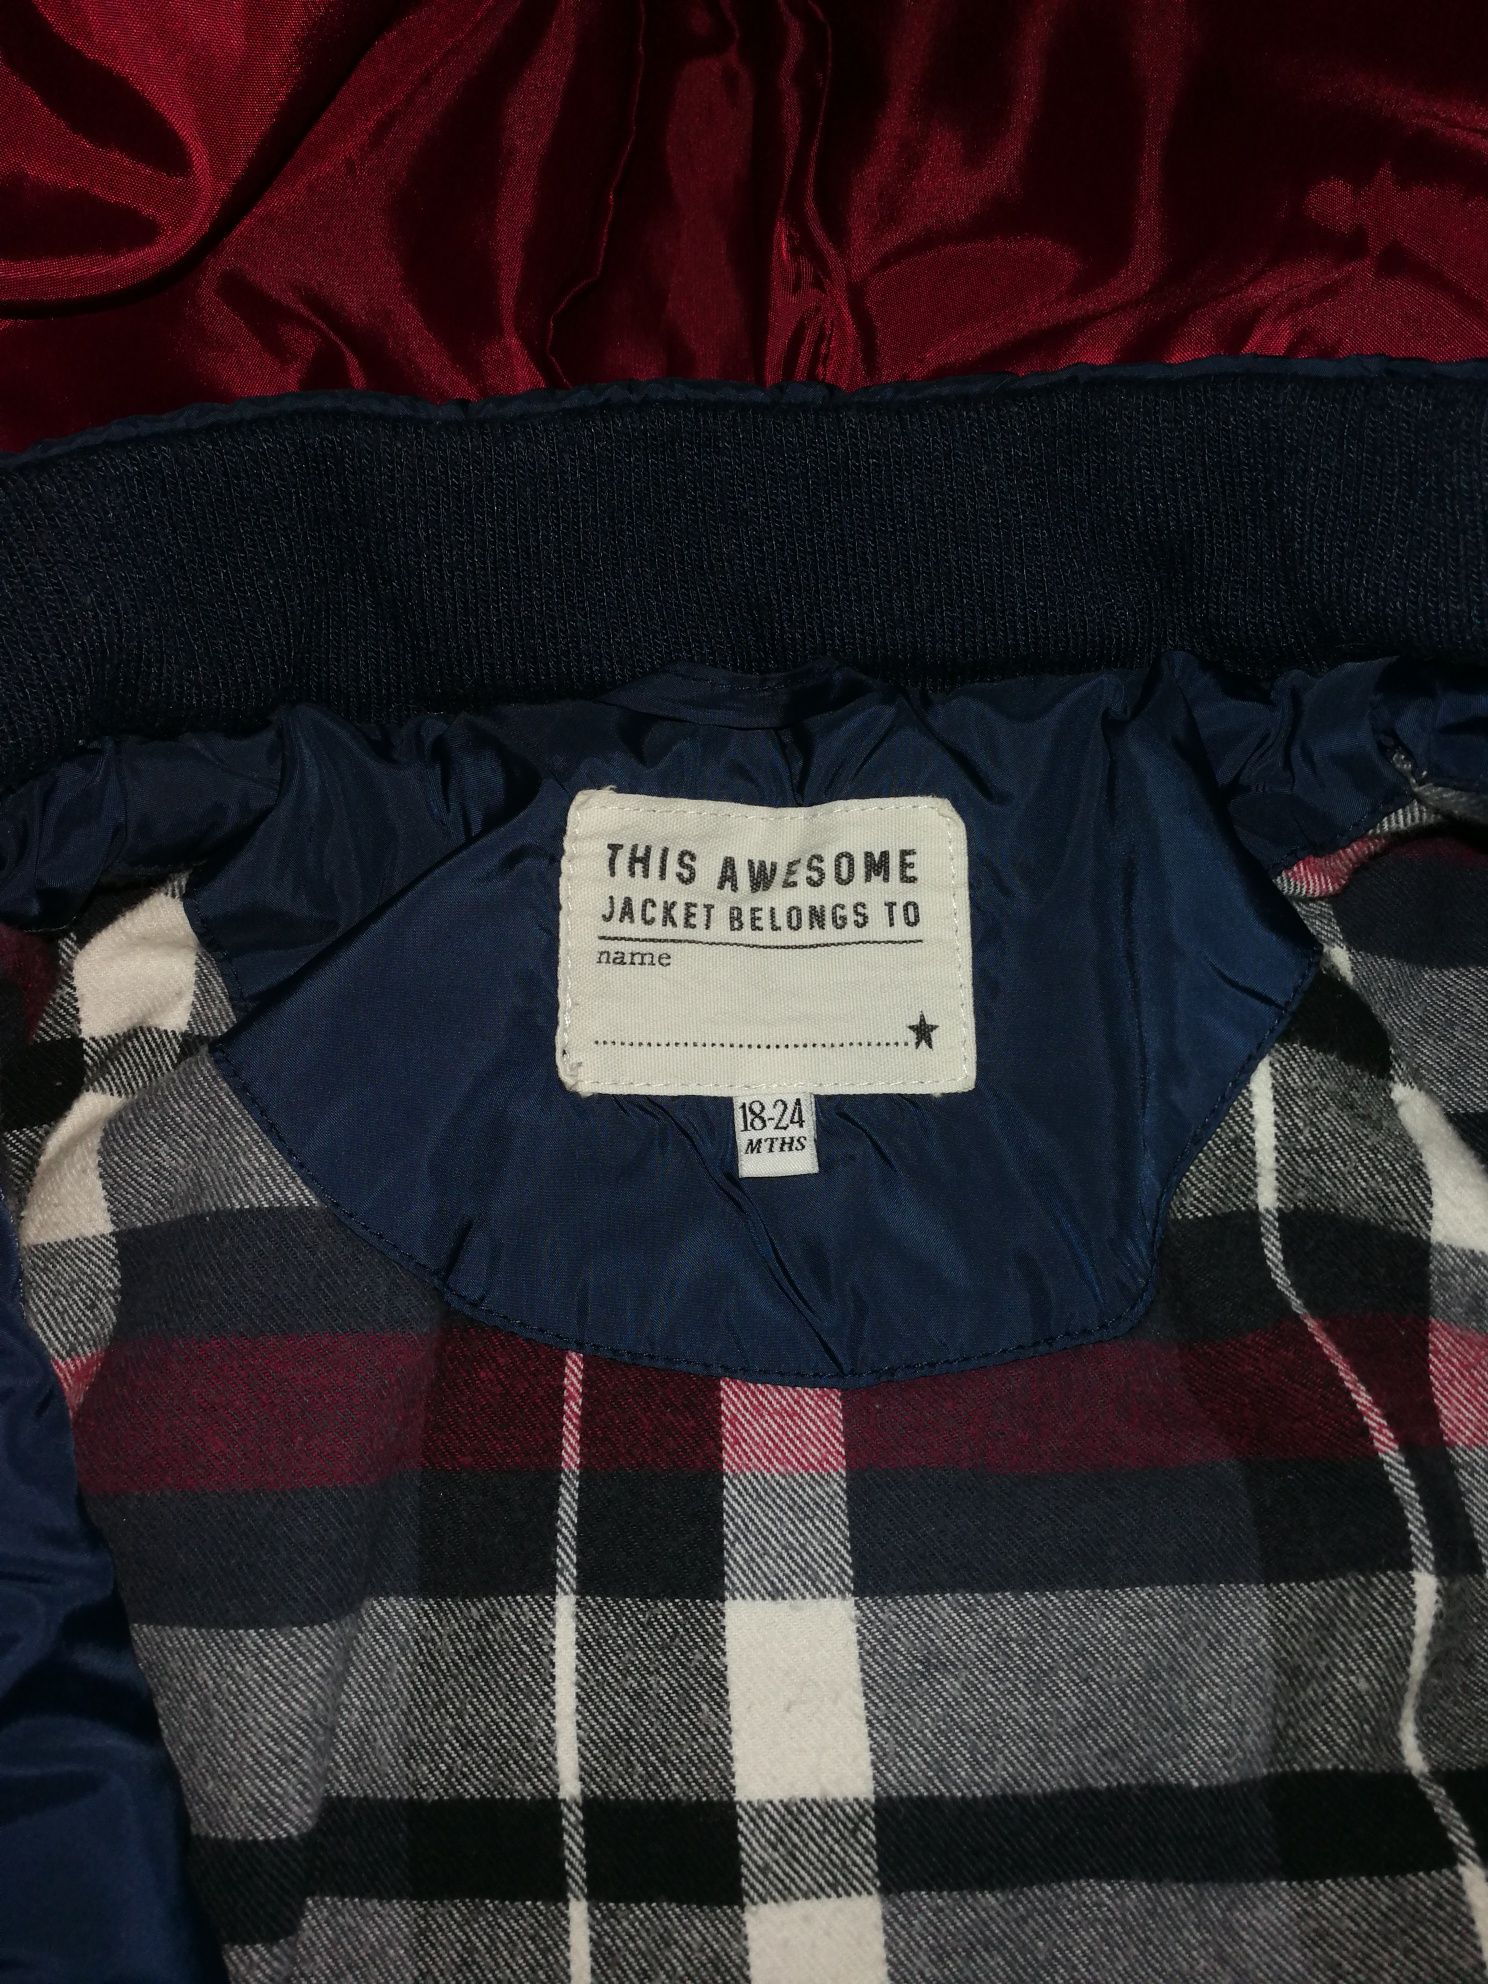 THIS AWESOME
JACKET BELONGS TO
name
18-24
MTHS